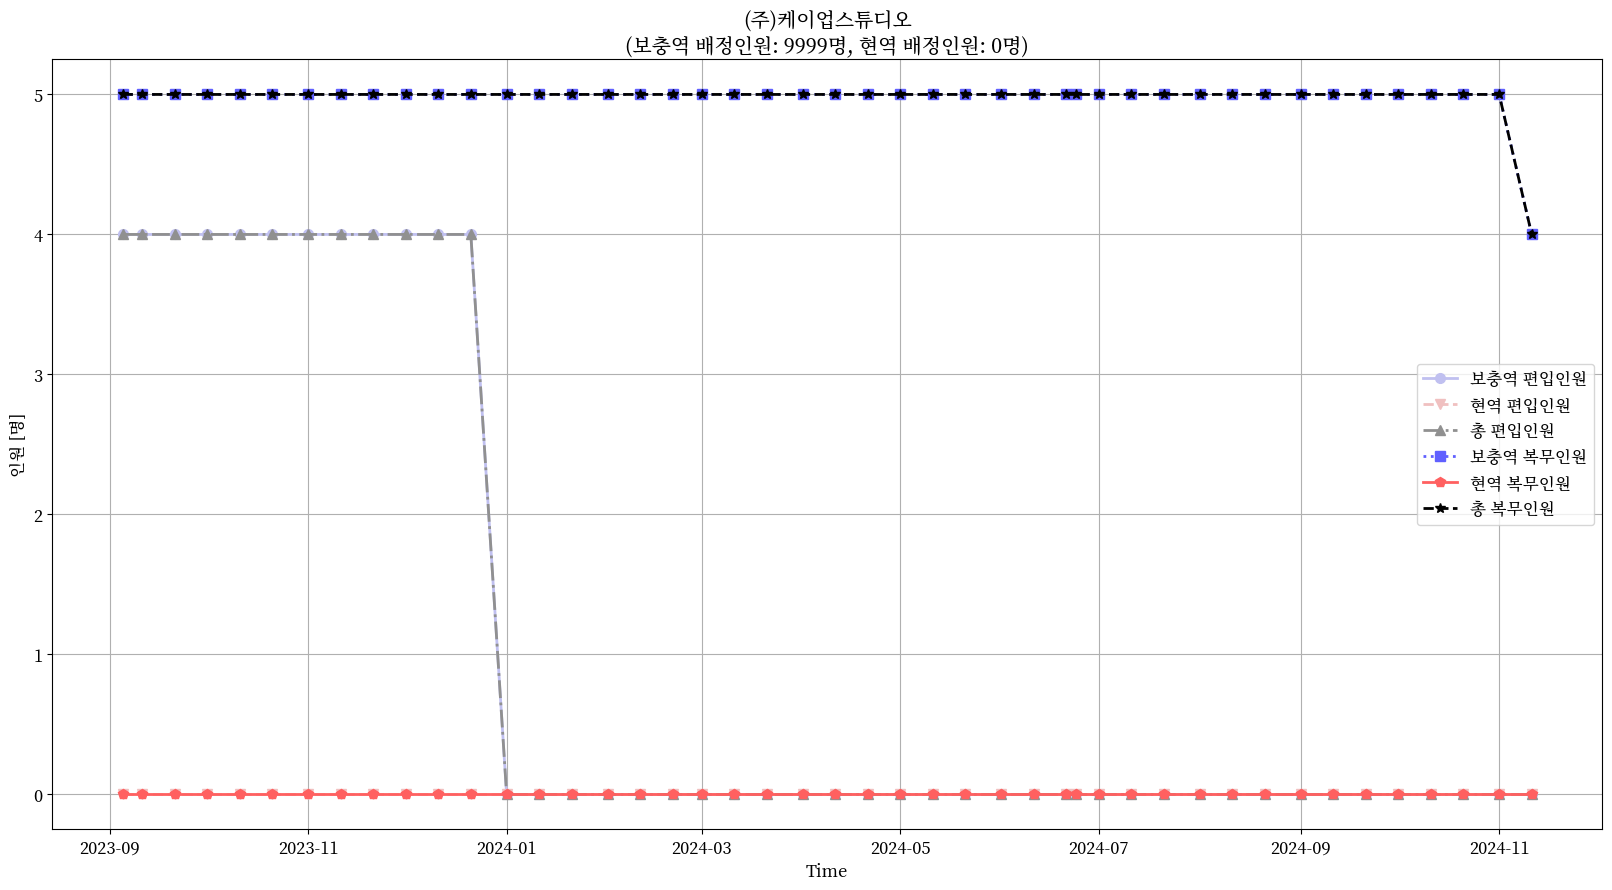 (주)케이업스튜디오
(보충역 배정인원: 9999명, 현역 배정인원: 0명)
인원 [명]
5
4
3
2
1
0
보충역 편입인원
현역 편입인원
총 편입인원
보충역 복무인원
현역 복무인원
총 복무인원
2023-09
2023-11
2024-01
2024-03
2024-05
2024-07
2024-09
2024-11
Time